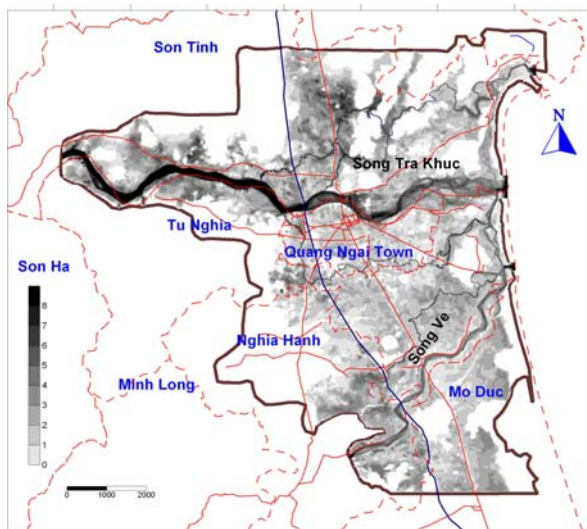 Son Tinh
N
Song Tra Khuc
Tu Nghia
Quang Ngai Town
Son Ha
8
7
6
5
4
3
2
1
0
Nghia Hanh
Song Ve
Minh Long
Mo Duc
0 1000 2000